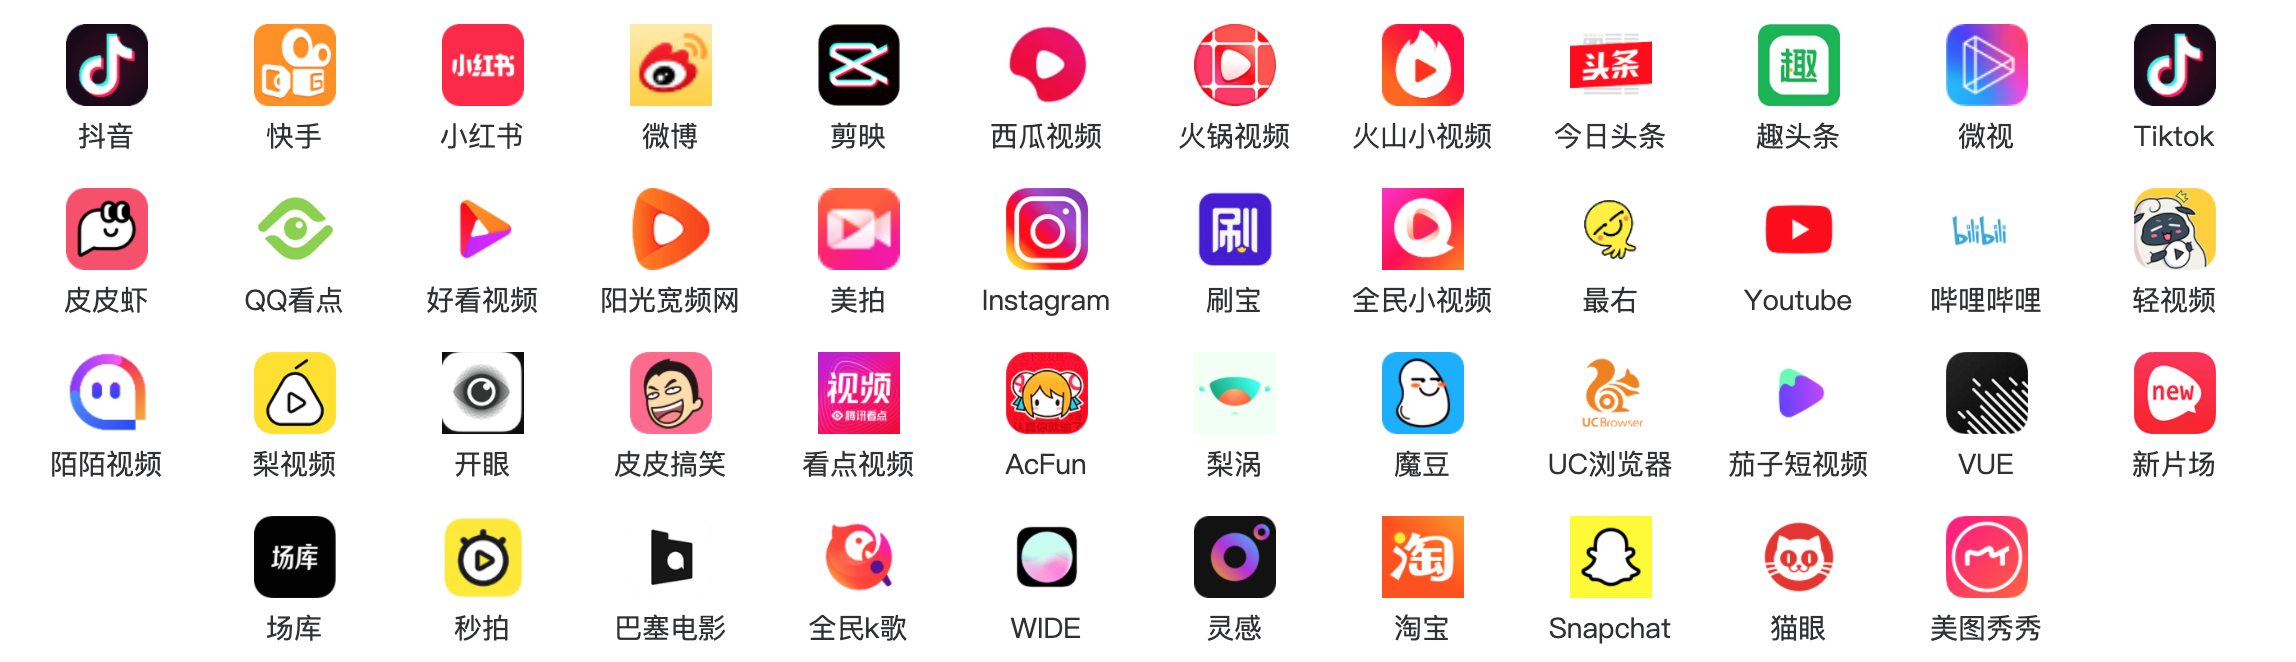 小红书
头条
趣
抖音 快手 小红书 微博 剪映 西瓜视频 火锅视频 火山小视频 今日头条 趣头条 微视 Tiktok
刷
bilibili
皮皮虾 QQ看点 好看视频 阳光宽频网 美拍 Instagram 刷宝 全民小视频 最右 Youtube 哔哩哔哩 轻视频
视频
腾讯看点
UC Browser
new
陌陌视频 梨视频 开眼 皮皮搞笑 看点视频 AcFun 梨涡 魔豆 UC浏览器 茄子短视频 VUE 新片场
场库
淘
场库 秒拍 巴塞电影 全民k歌 WIDE 灵感 淘宝 Snapchat 猫眼 美图秀秀